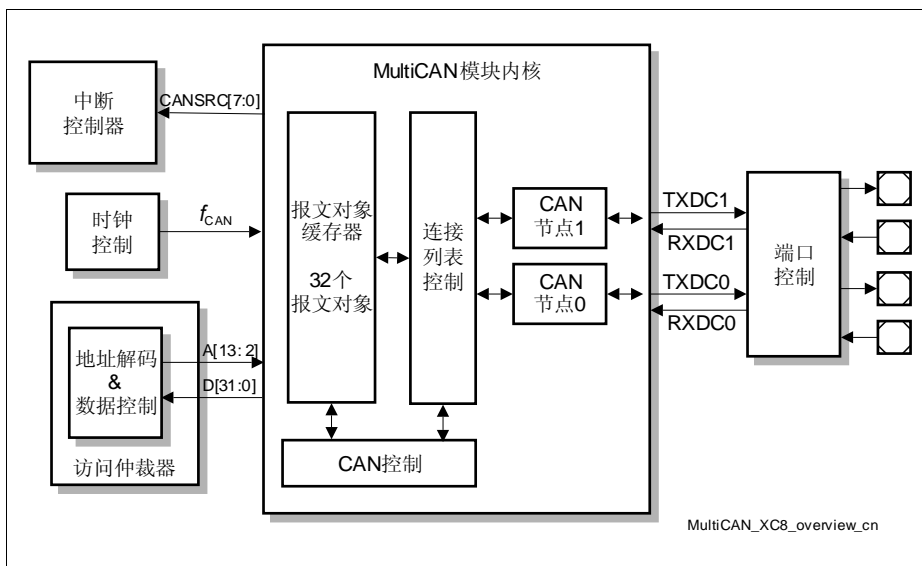 MultiCAN模块内核
中断
控制器
CANSRC[7:0]
时钟
控制
fCAN
地址解码
&
数据控制
访问仲裁器
A[13: 2]
D[31:0]
报文对象
缓存器
32个
报文对象
连接
列表
控制
CAN
节点1
CAN
节点0
CAN控制
TXDC1
RXDC1
TXDC0
RXDC0
端口
控制
MultiCAN_XC8_overview_cn